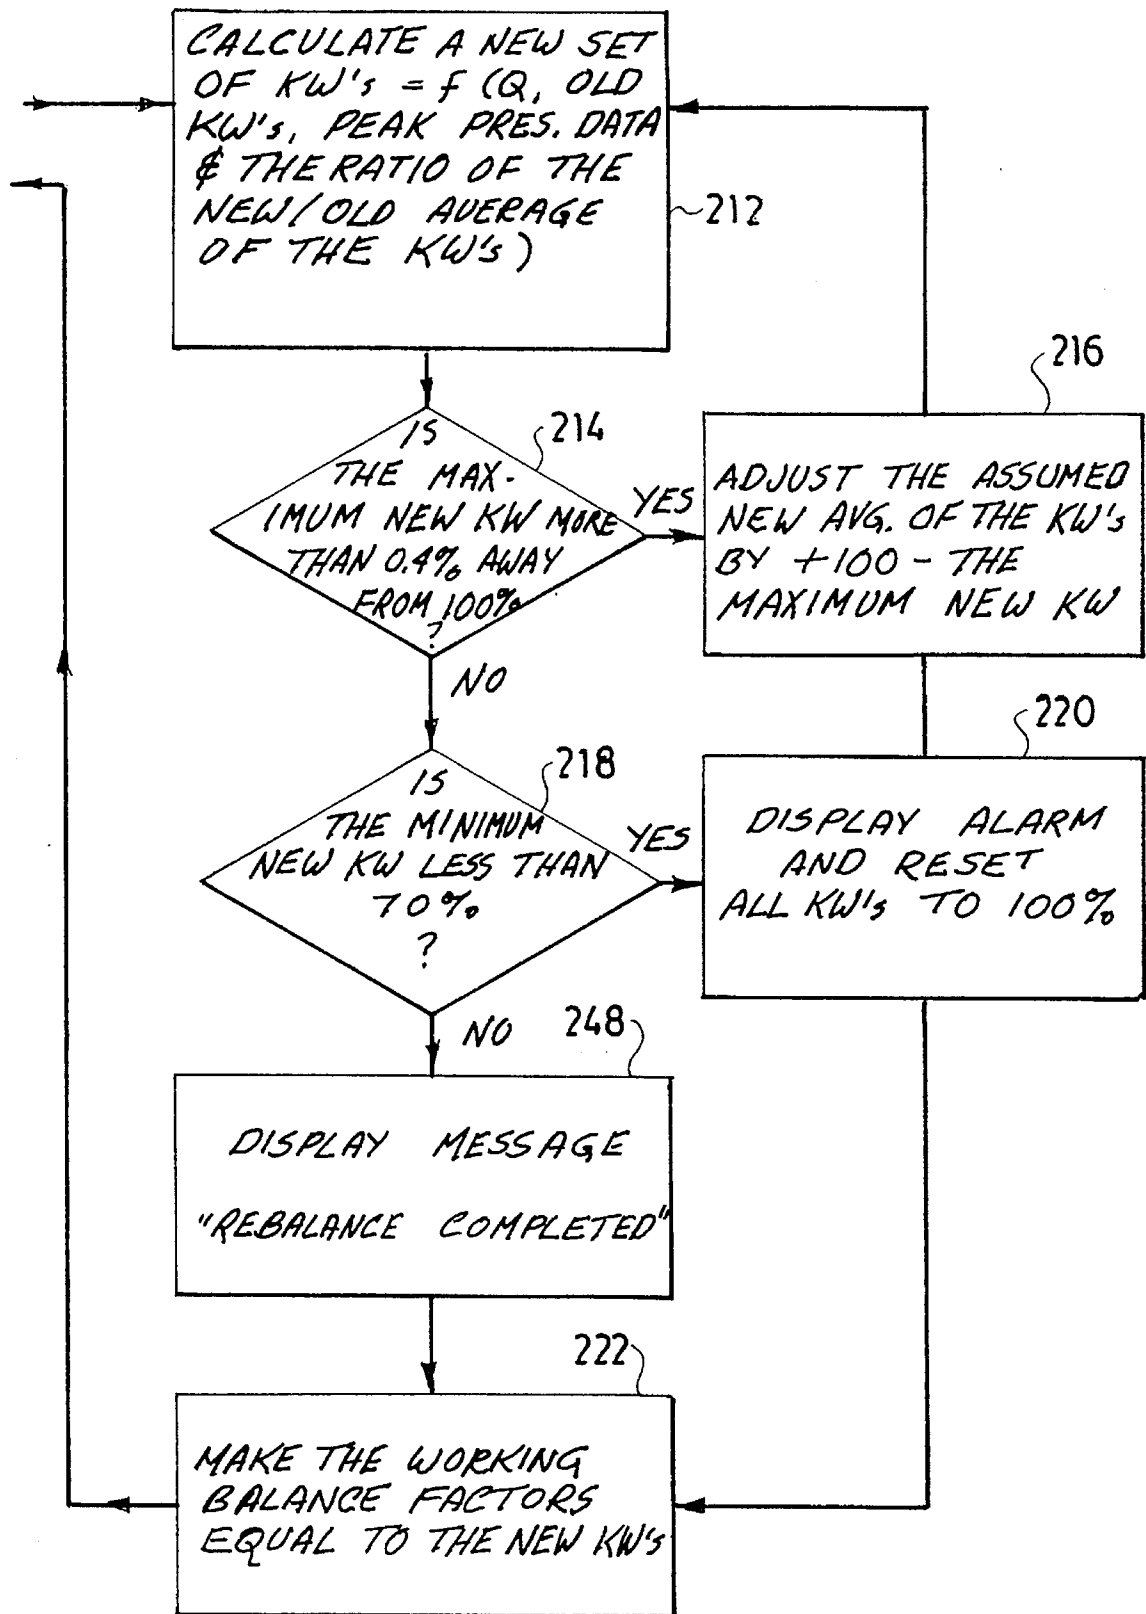 CALCULATE A NEW SET
OF KW's = f (Q, OLD
KW's, PEAK PRES. DATA
& THE RATIO OF THE
NEW/OLD AVERAGE
OF THE KW's)
212
IS
THE MAX-
IMUM NEW KW MORE
THAN 0.4% AWAY
FROM 100%
?
214
YES
NO
216
ADJUST THE ASSUMED
NEW AVG. OF THE KW's
BY +100 - THE
MAXIMUM NEW KW
IS
THE MINIMUM
NEW KW LESS THAN
70%
?
218
YES
NO
220
DISPLAY ALARM
AND RESET
ALL KW's TO 100%
248
DISPLAY MESSAGE
"REBALANCE COMPLETED"
222
MAKE THE WORKING
BALANCE FACTORS
EQUAL TO THE NEW KW's